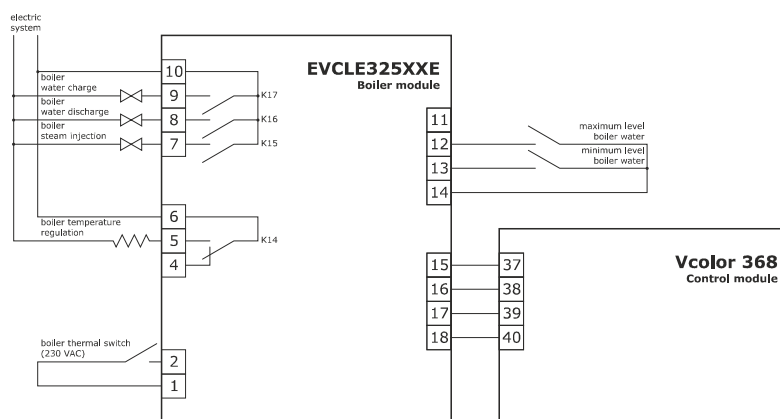 electric
system
EVCLE325XXE
Boiler module
10
boiler
water charge
9
K17
boiler
water discharge
8
K16
boiler
steam injection
7
K15
11
12
13
14
maximum level
boiler water
minimum level
boiler water
6
boiler temperature
regulation
5
K14
4
15
16
17
18
37
38
39
40
Vcolor 368
Control module
boiler thermal switch
(230 VAC)
2
1